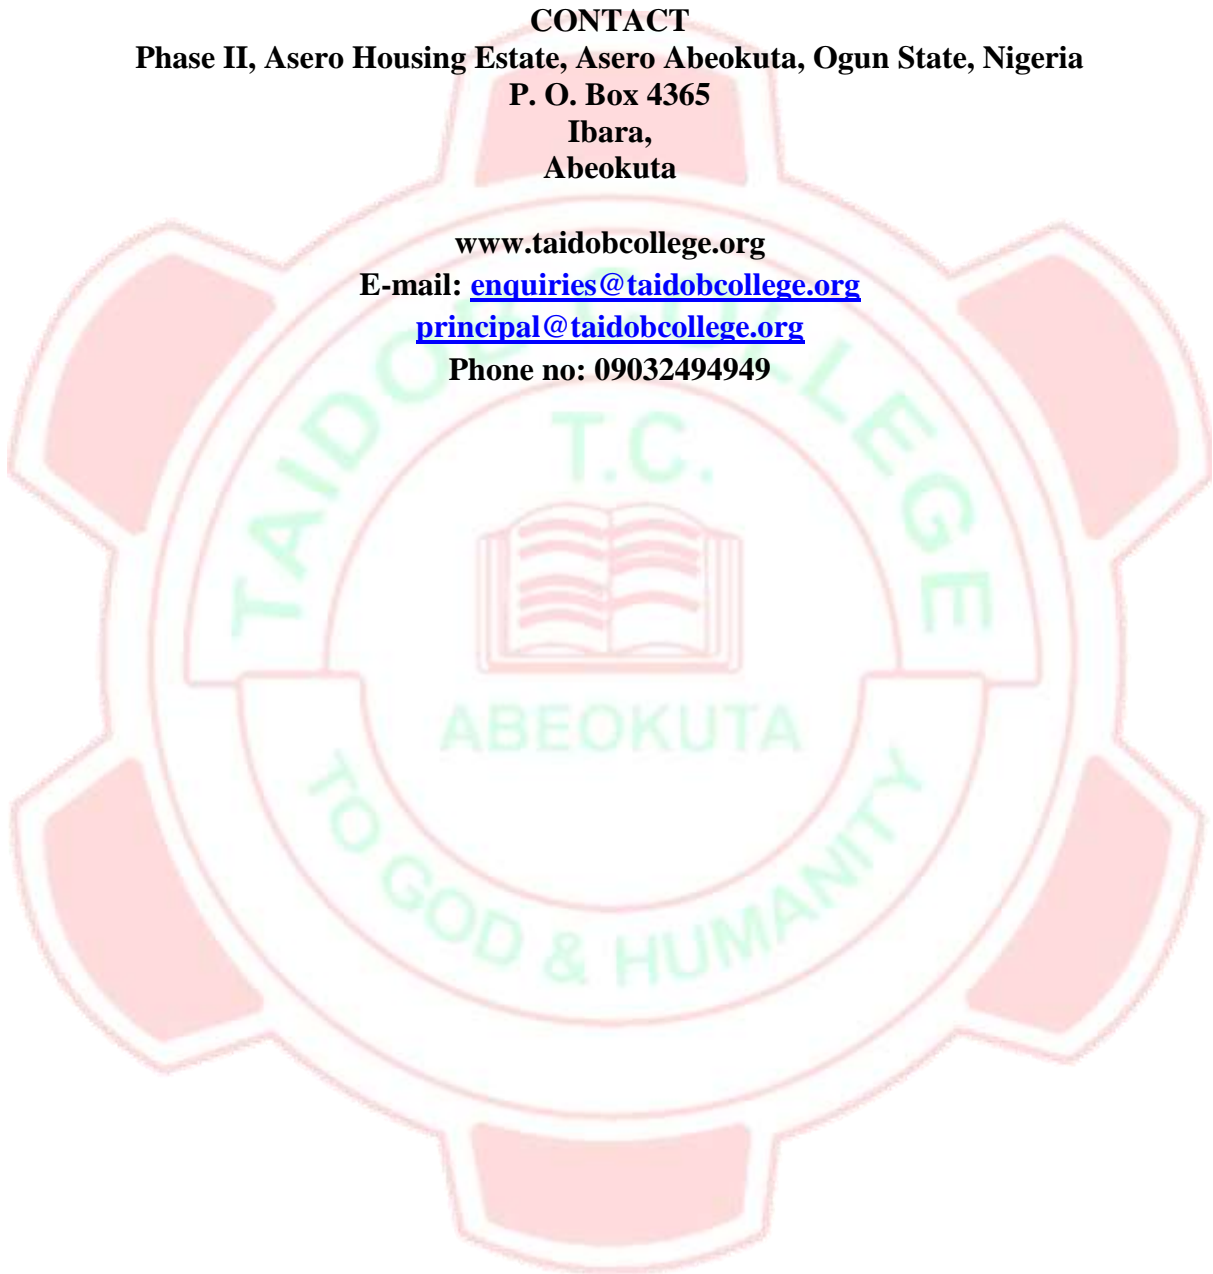 CONTACT
Phase II, Asero Housing Estate, Asero Abeokuta, Ogun State, Nigeria
P. O. Box 4365
Ibara,
Abeokuta
www.taidobcollege.org
E-mail: enquiries@taidobcollege.org
principal@taidobcollege.org
Phone no: 09032494949
TAIDOB COLLEGE
T.C.
ABEOKUTA
TO GOD & HUMANITY